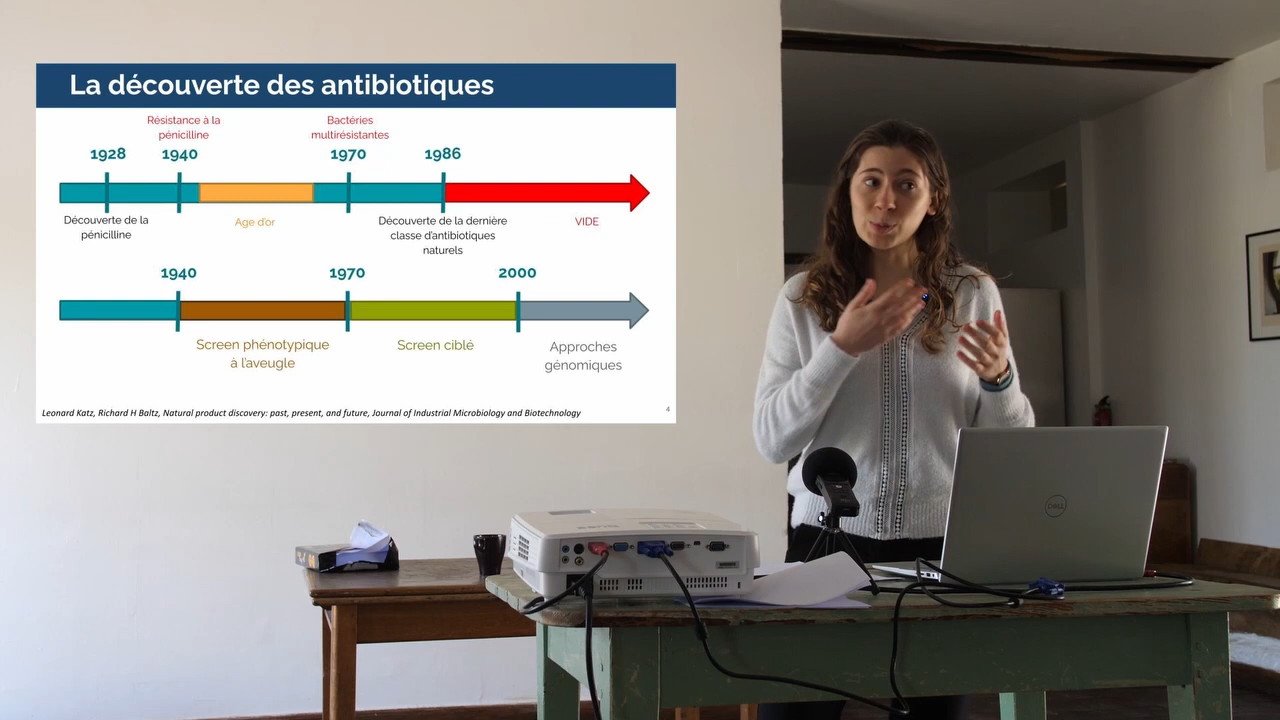 La découverte des antibiotiques
Résistance à la
pénicilline
Bactéries
multirésistantes
1928
1940
1970
1986
Découverte de la
pénicilline
Age d'or
Découverte de la dernière
classe d'antibiotiques
naturels
VIDE
1940
1970
2000
Screen phénotypique
à l'aveugle
Screen ciblé
Approches
génomiques
Leonard Katz, Richard H Baltz, Natural product discovery: past, present, and future, Journal of Industrial Microbiology and Biotechnology
4
DELL